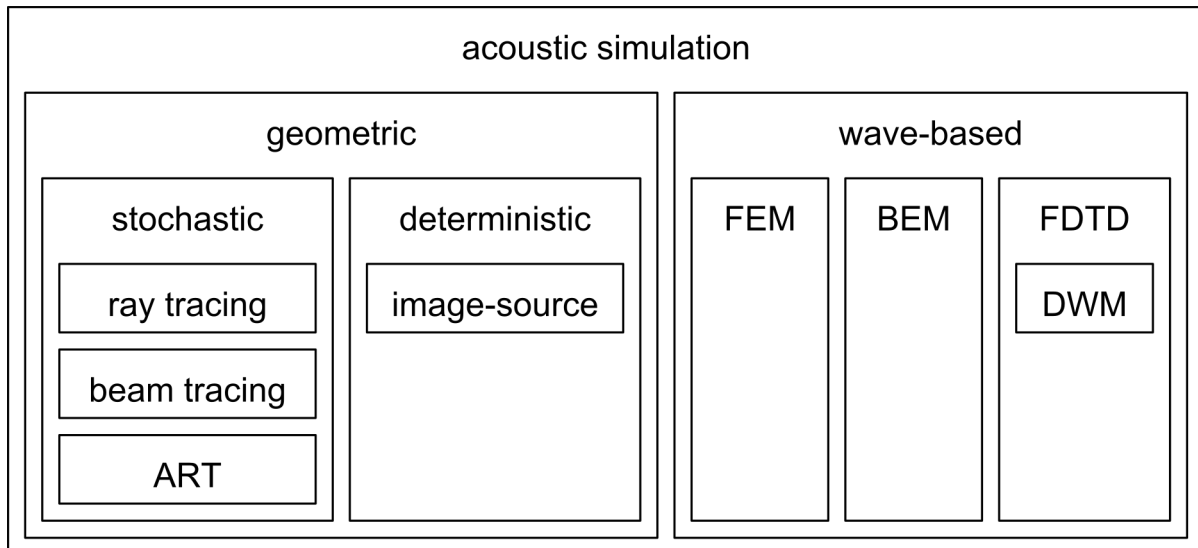 acoustic simulation
geometric
stochastic
ray tracing
beam tracing
ART
deterministic
image-source
wave-based
FEM
BEM
FDTD
DWM